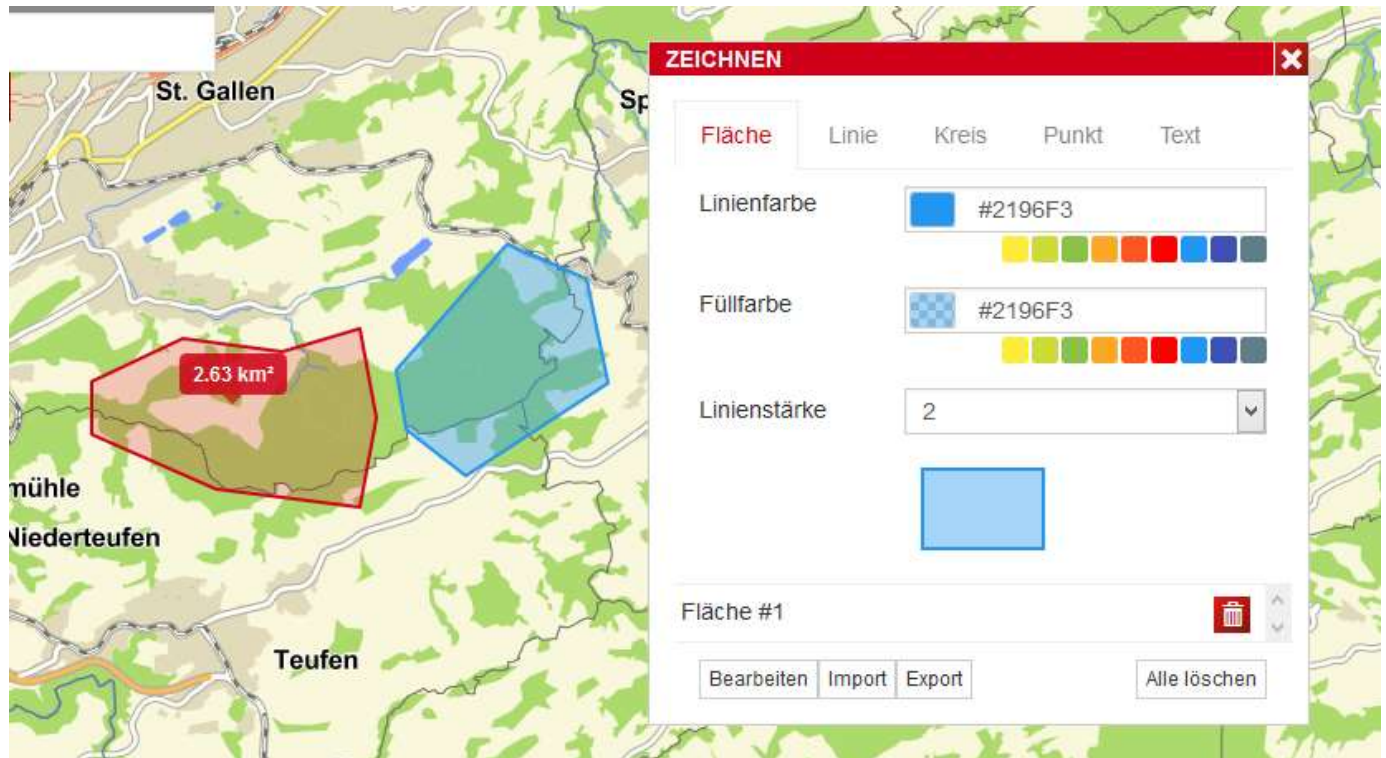 St. Gallen
Sp
2.63 km²
mühle
Niederteufen
Teufen
ZEICHNEN
Fläche Linie Kreis Punkt Text
Linienfarbe #2196F3
Füllfarbe #2196F3
Linienstärke 2
Fläche #1
Bearbeiten Import Export Alle löschen